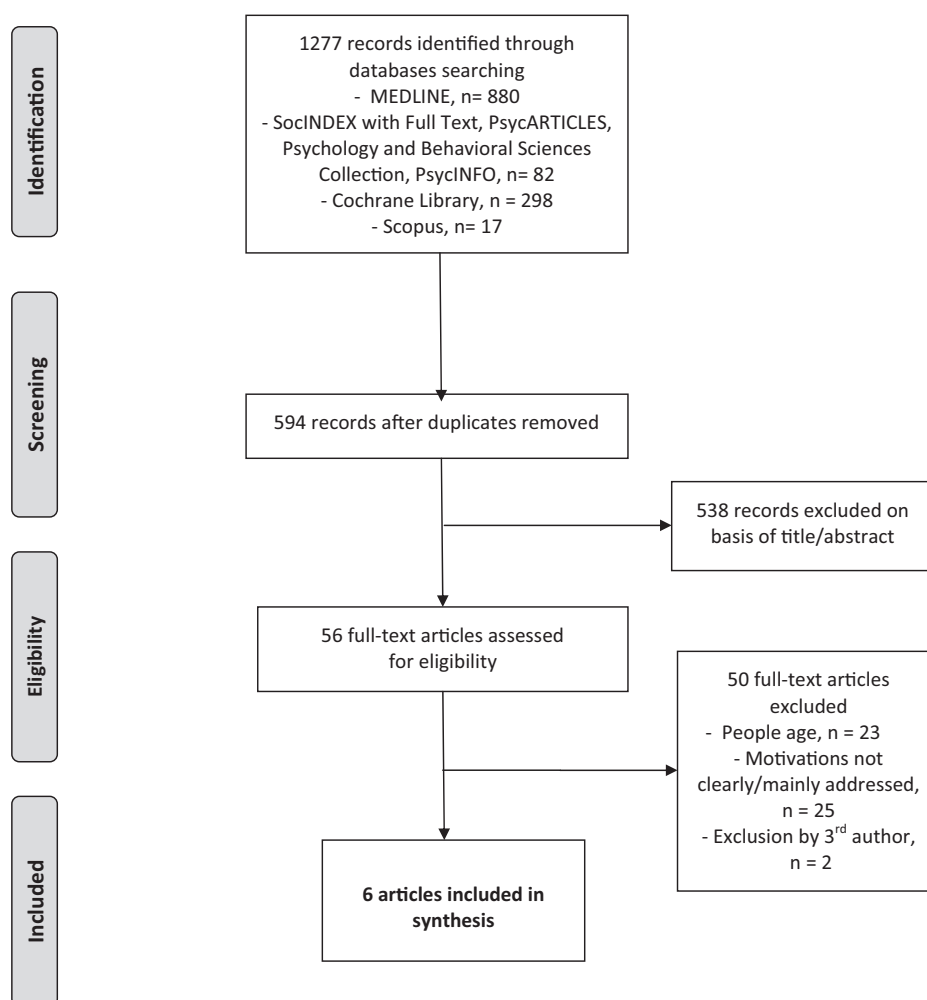 Identification
1277 records identified through
databases searching
- MEDLINE, n= 880
- SocINDEX with Full Text, PsycARTICLES,
Psychology and Behavioral Sciences
Collection, PsycINFO, n= 82
- Cochrane Library, n = 298
- Scopus, n= 17
Screening
594 records after duplicates removed
538 records excluded on
basis of title/abstract
Eligibility
56 full-text articles assessed
for eligibility
50 full-text articles
excluded
- People age, n = 23
- Motivations not
clearly/mainly addressed,
n = 25
- Exclusion by 3rd author,
n = 2
Included
6 articles included in
synthesis